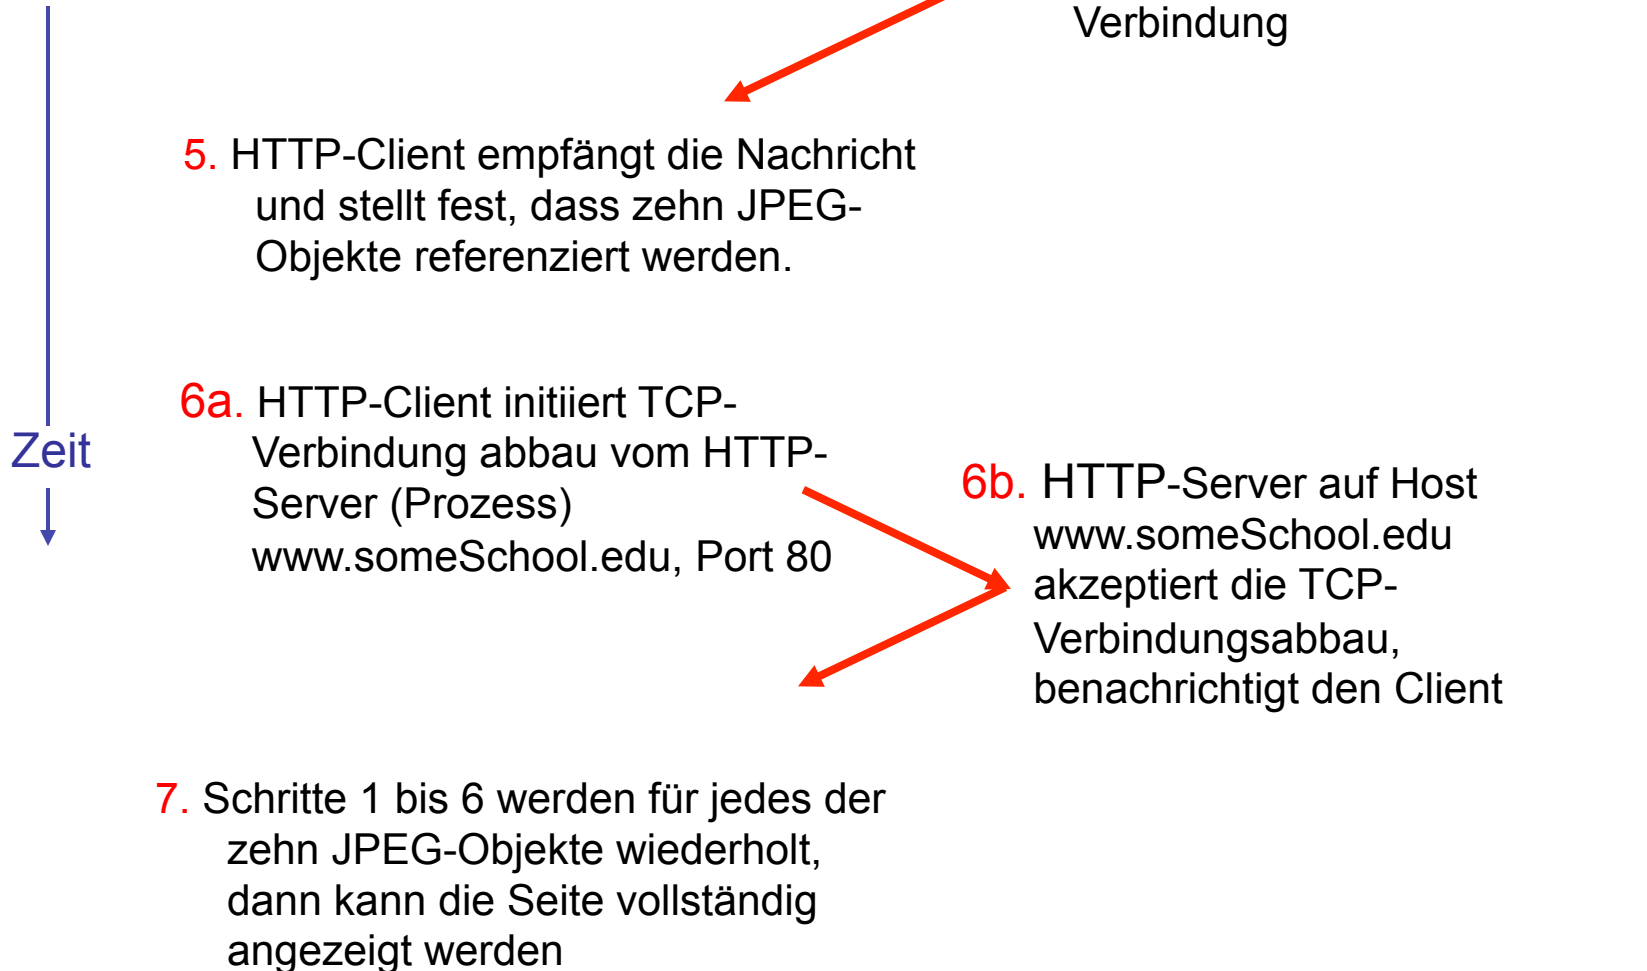 Verbindung
5. HTTP-Client empfängt die Nachricht
und stellt fest, dass zehn JPEG-
Objekte referenziert werden.
6a. HTTP-Client initiiert TCP-
Verbindung abbau vom HTTP-
Server (Prozess)
www.someSchool.edu, Port 80
Zeit
6b. HTTP-Server auf Host
www.someSchool.edu
akzeptiert die TCP-
Verbindungsabbau,
benachrichtigt den Client
7. Schritte 1 bis 6 werden für jedes der
zehn JPEG-Objekte wiederholt,
dann kann die Seite vollständig
angezeigt werden